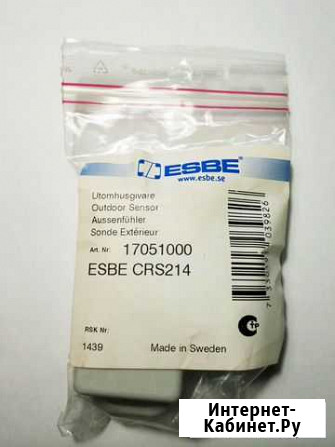 ESBE
www.esbe.se
Utomhusgivare
Outdoor Sensor
Aussenfühler
Sonde Extérieur
Art. Nr: 17051000
ESBE CRS214
RSK Nr:
1439 Made in Sweden
Интернет-
Кабинет.Ру